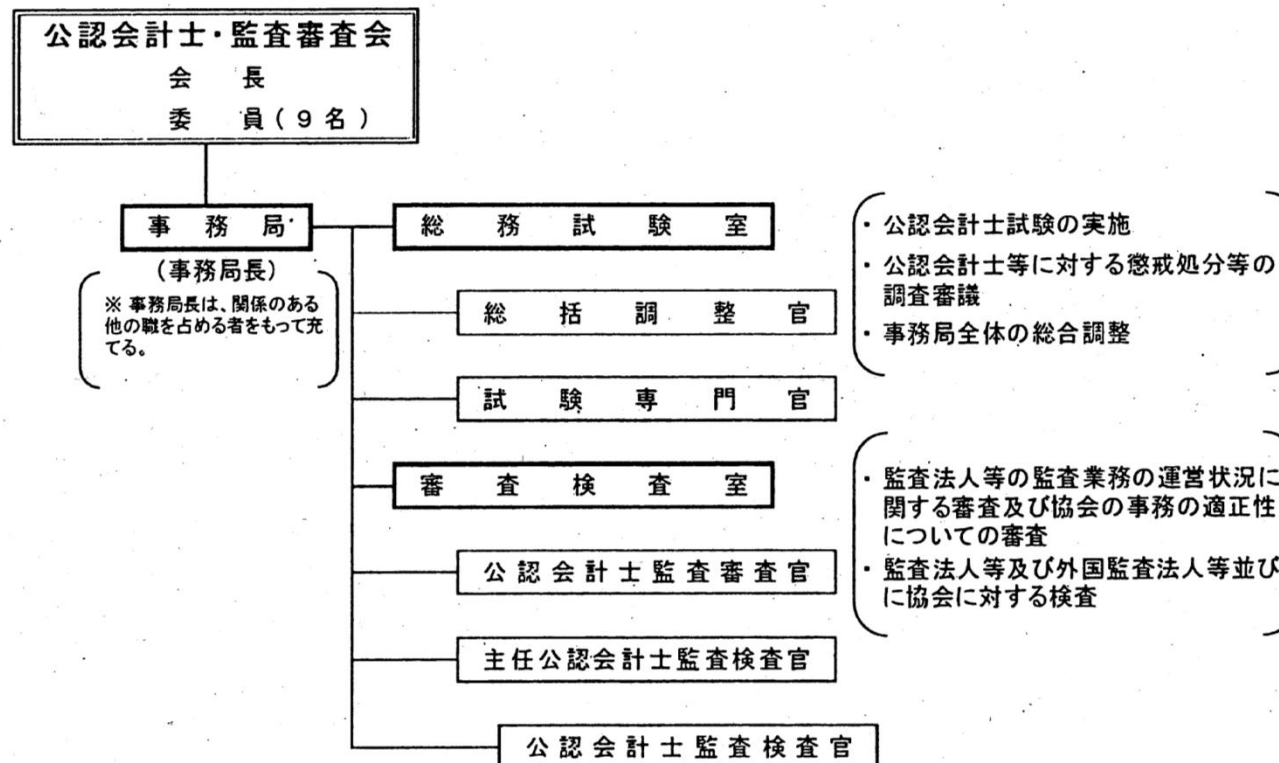 公認会計士・監査審査会
会 長
委 員(9名)
事務局
(事務局長)
※ 事務局長は、関係のある
他の職を占める者をもって充
てる。
総務試験室
・ 公認会計士試験の実施
・ 公認会計士等に対する懲戒処分等の
調査審議
・ 事務局全体の総合調整
総括調整官
試験専門官
審査検査室
・ 監査法人等の監査業務の運営状況に
関する審査及び協会の事務の適正性
についての審査
・ 監査法人等及び外国監査法人等並び
に協会に対する検査
公認会計士監査審査官
主任公認会計士監査検査官
公認会計士監査検査官